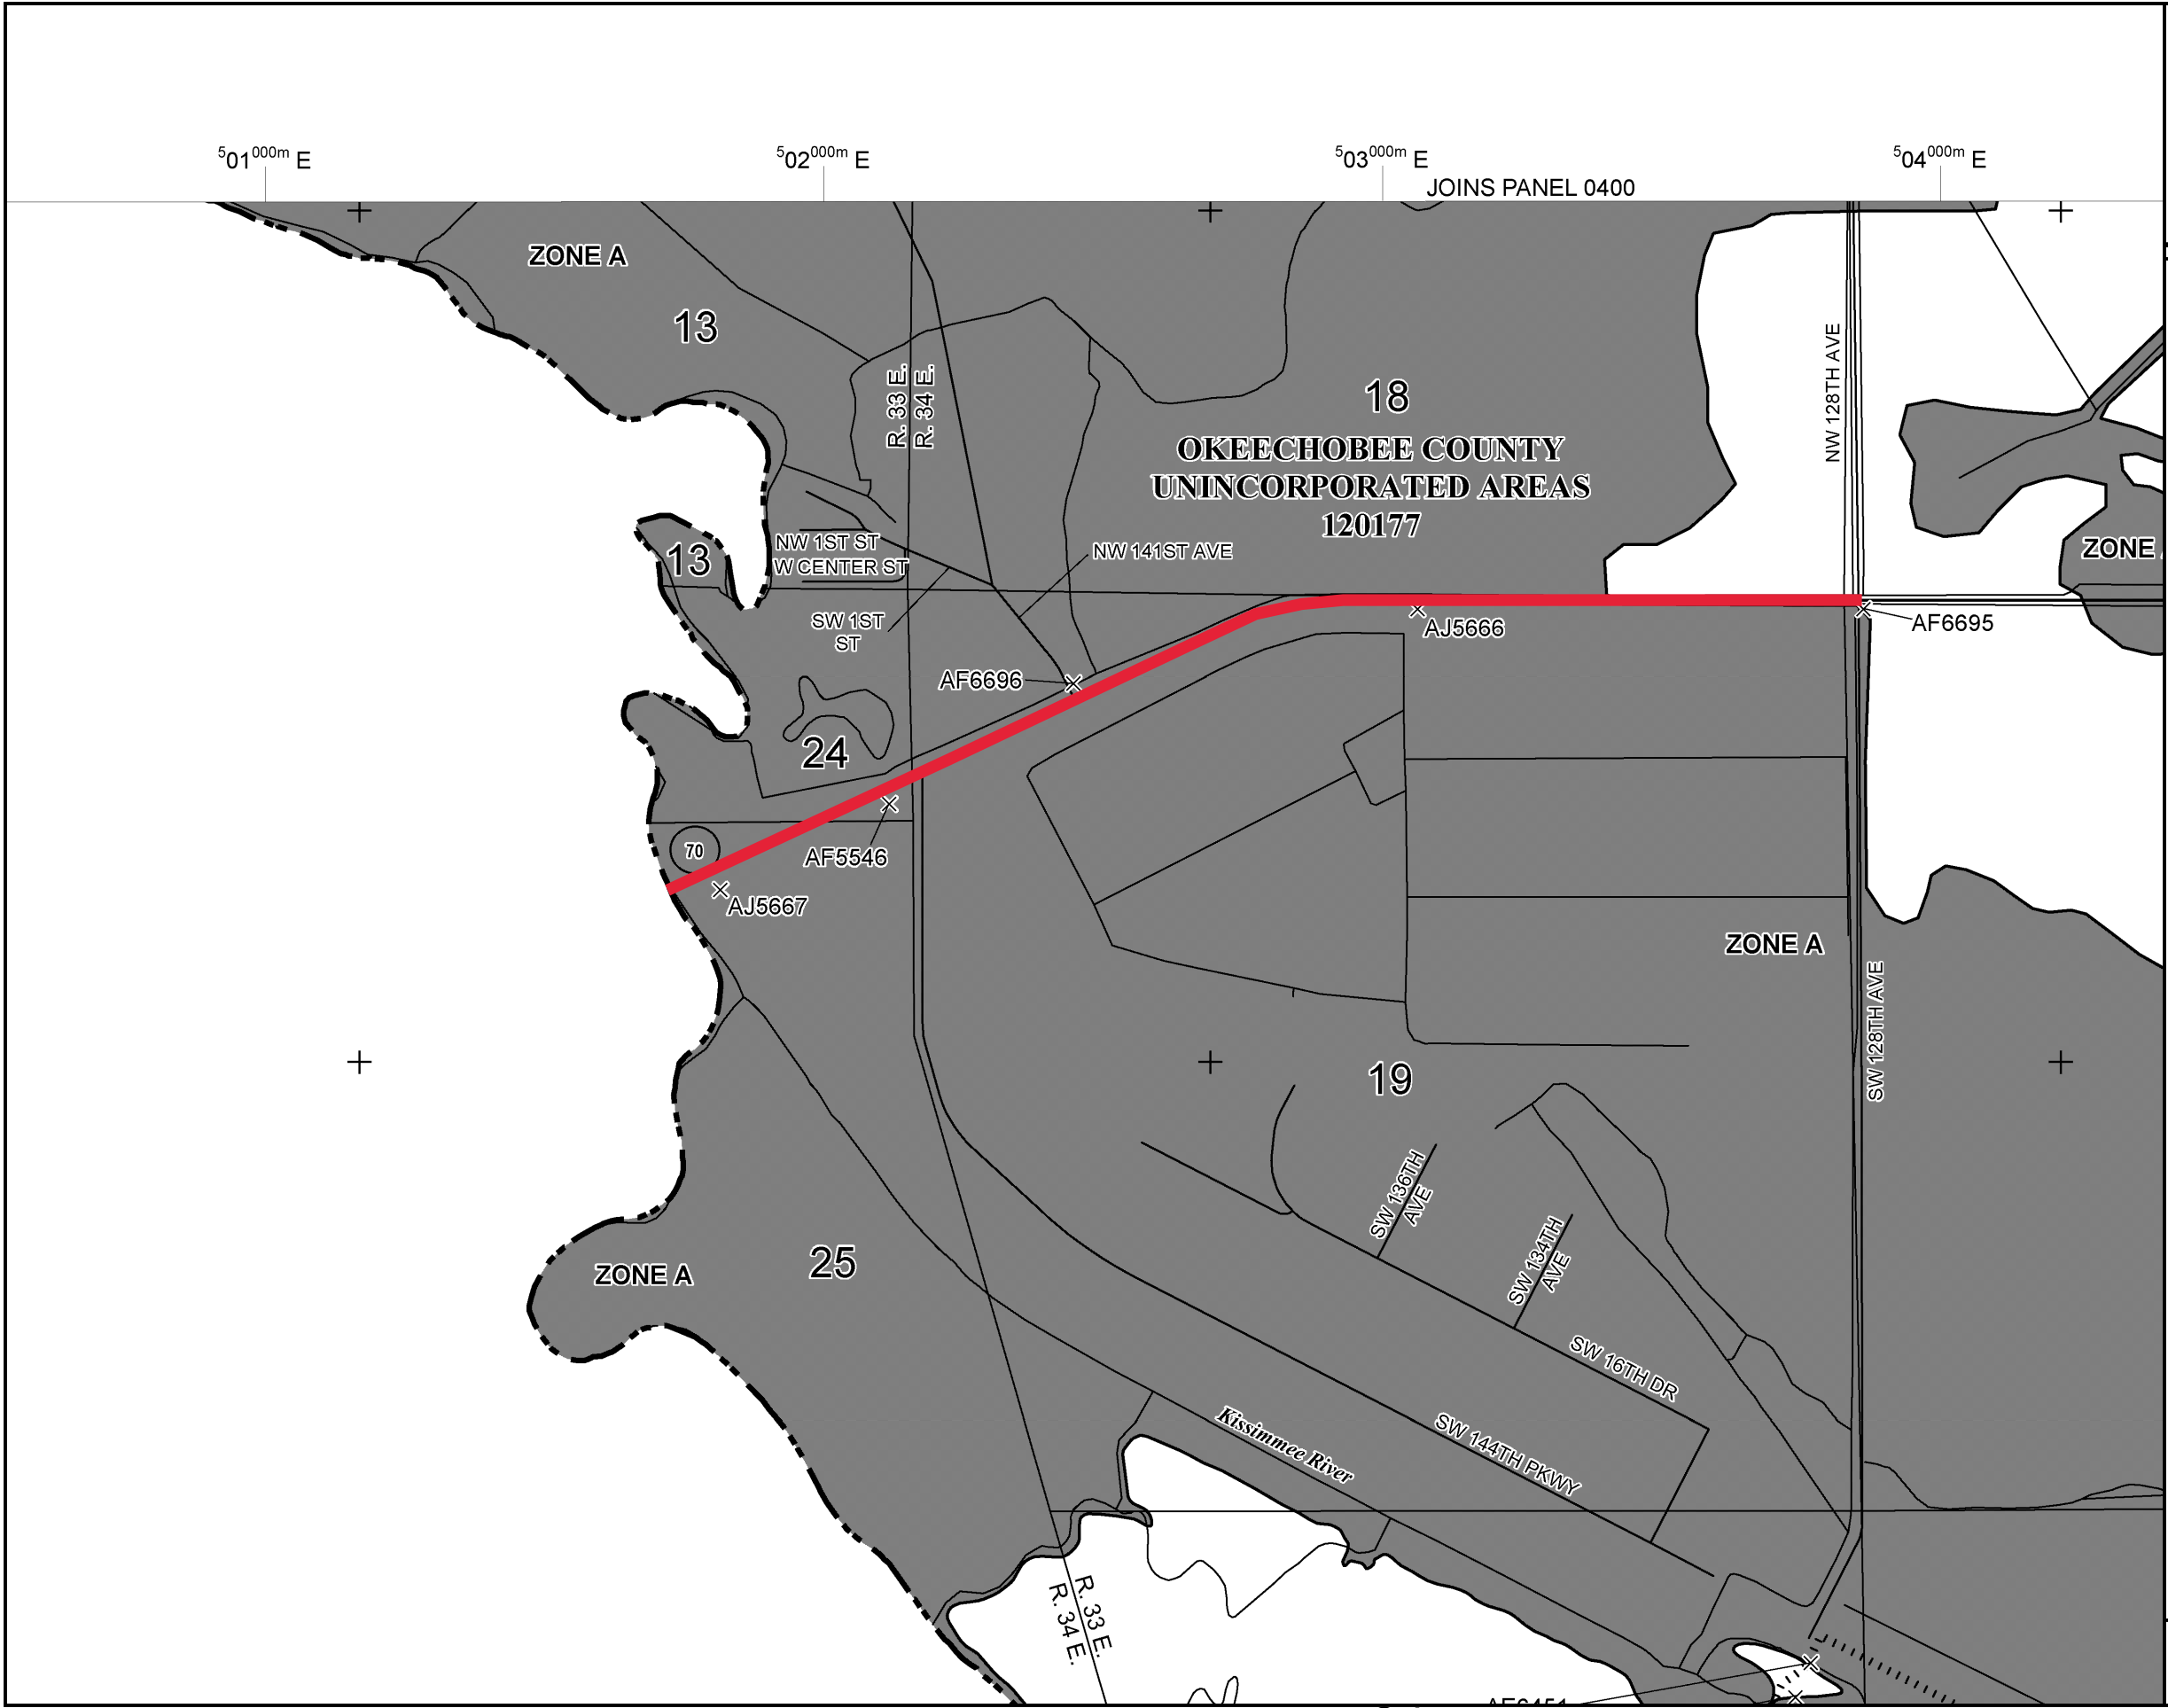 501000m E
502000m E
503000m E
504000m E
JOINS PANEL 0400
ZONE A
13
R. 33 E.
R. 34 E.
18
OKEECHOBEE COUNTY
UNINCORPORATED AREAS
120177
NW 128TH AVE
ZONE
13
NW 1ST ST
W CENTER ST
NW 141ST AVE
SW 1ST
ST
AJ5666
AF6695
AF6696
24
70
AF5546
AJ5667
ZONE A
SW 128TH AVE
19
SW 136TH
AVE
SW 134TH
AVE
ZONE A
25
SW 16TH DR
SW 144TH PKWY
Kissimmee River
R. 33 E.
R. 34 E.
AF6451